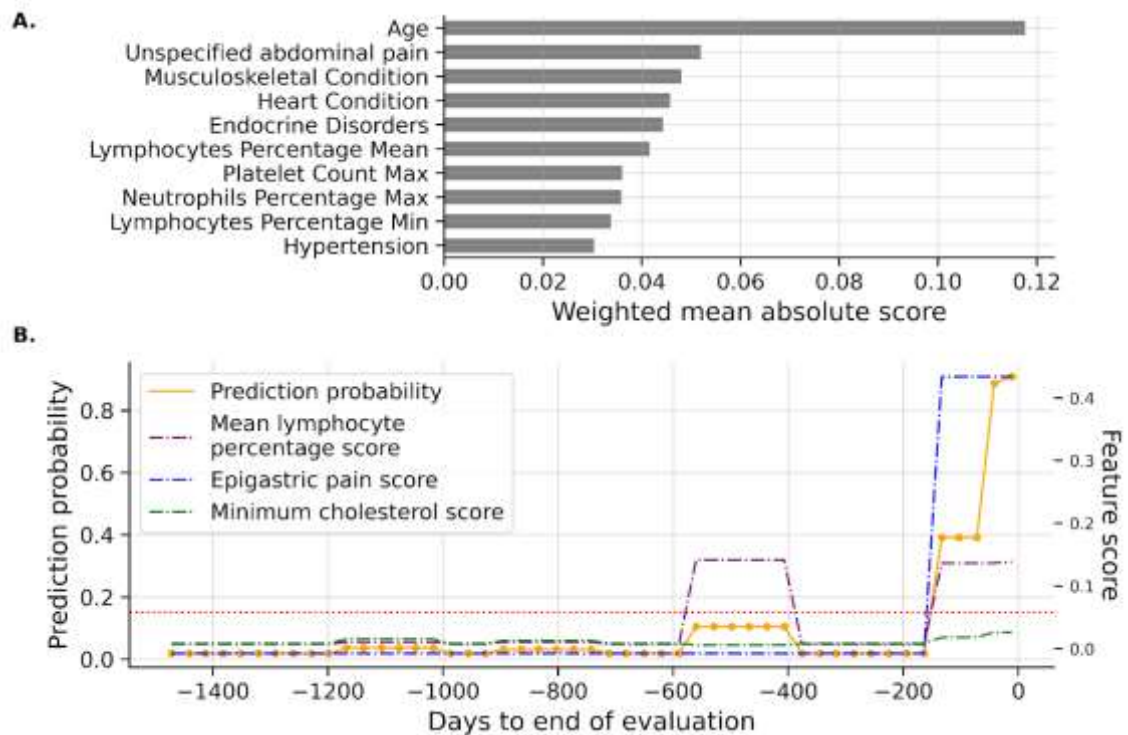 A.
Age
Unspecified abdominal pain
Musculoskeletal Condition
Heart Condition
Endocrine Disorders
Lymphocytes Percentage Mean
Platelet Count Max
Neutrophils Percentage Max
Lymphocytes Percentage Min
Hypertension
0.00 0.02 0.04 0.06 0.08 0.10 0.12
Weighted mean absolute score
B.
Prediction probability
0.8
0.6
0.4
0.2
0.0
Prediction probability
Mean lymphocyte
percentage score
Epigastric pain score
Minimum cholesterol score
0.4
0.3
0.2
0.1
0.0
Feature score
−1400 −1200 −1000 −800 −600 −400 −200 0
Days to end of evaluation